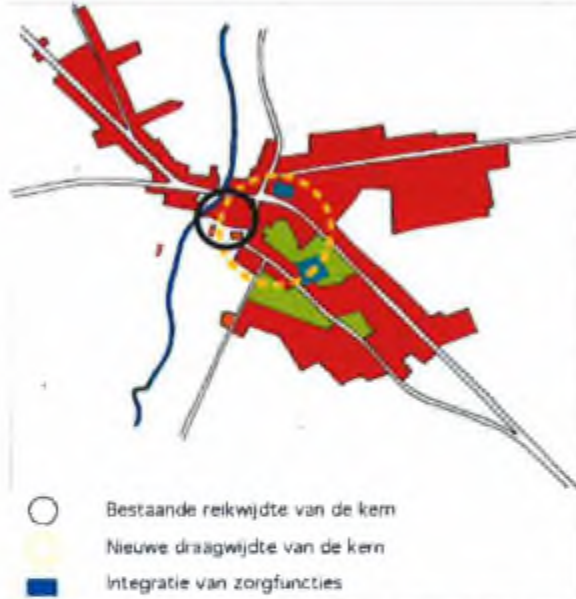 Bestaande reikwijdte van de kern
Nieuwe draagwijdte van de kern
Integratie van zorgfuncties